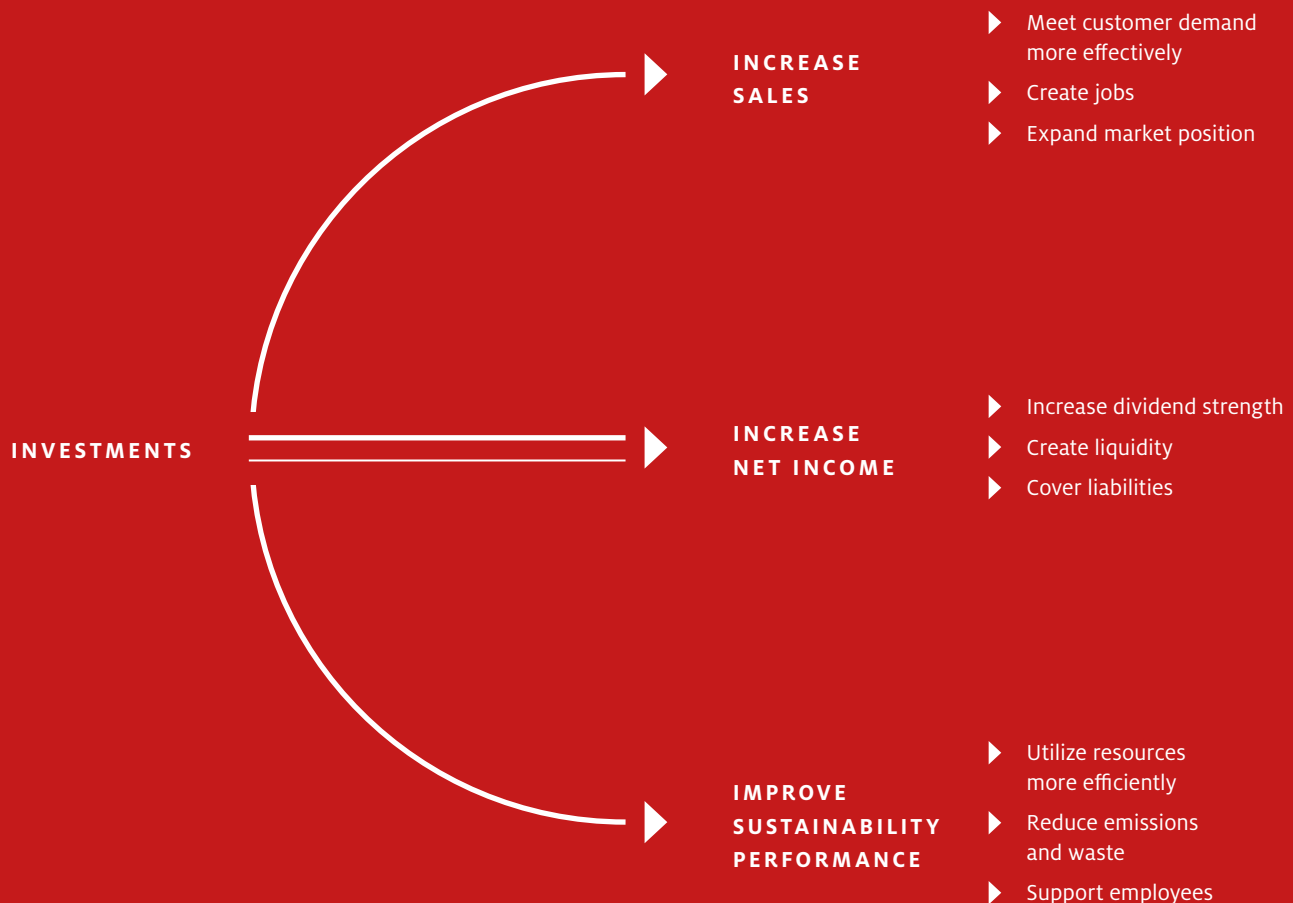 INVESTMENTS
INCREASE
SALES
Meet customer demand
more effectively
Create jobs
Expand market position
INCREASE
NET INCOME
Increase dividend strength
Create liquidity
Cover liabilities
IMPROVE
SUSTAINABILITY
PERFORMANCE
Utilize resources
more efficiently
Reduce emissions
and waste
Support employees